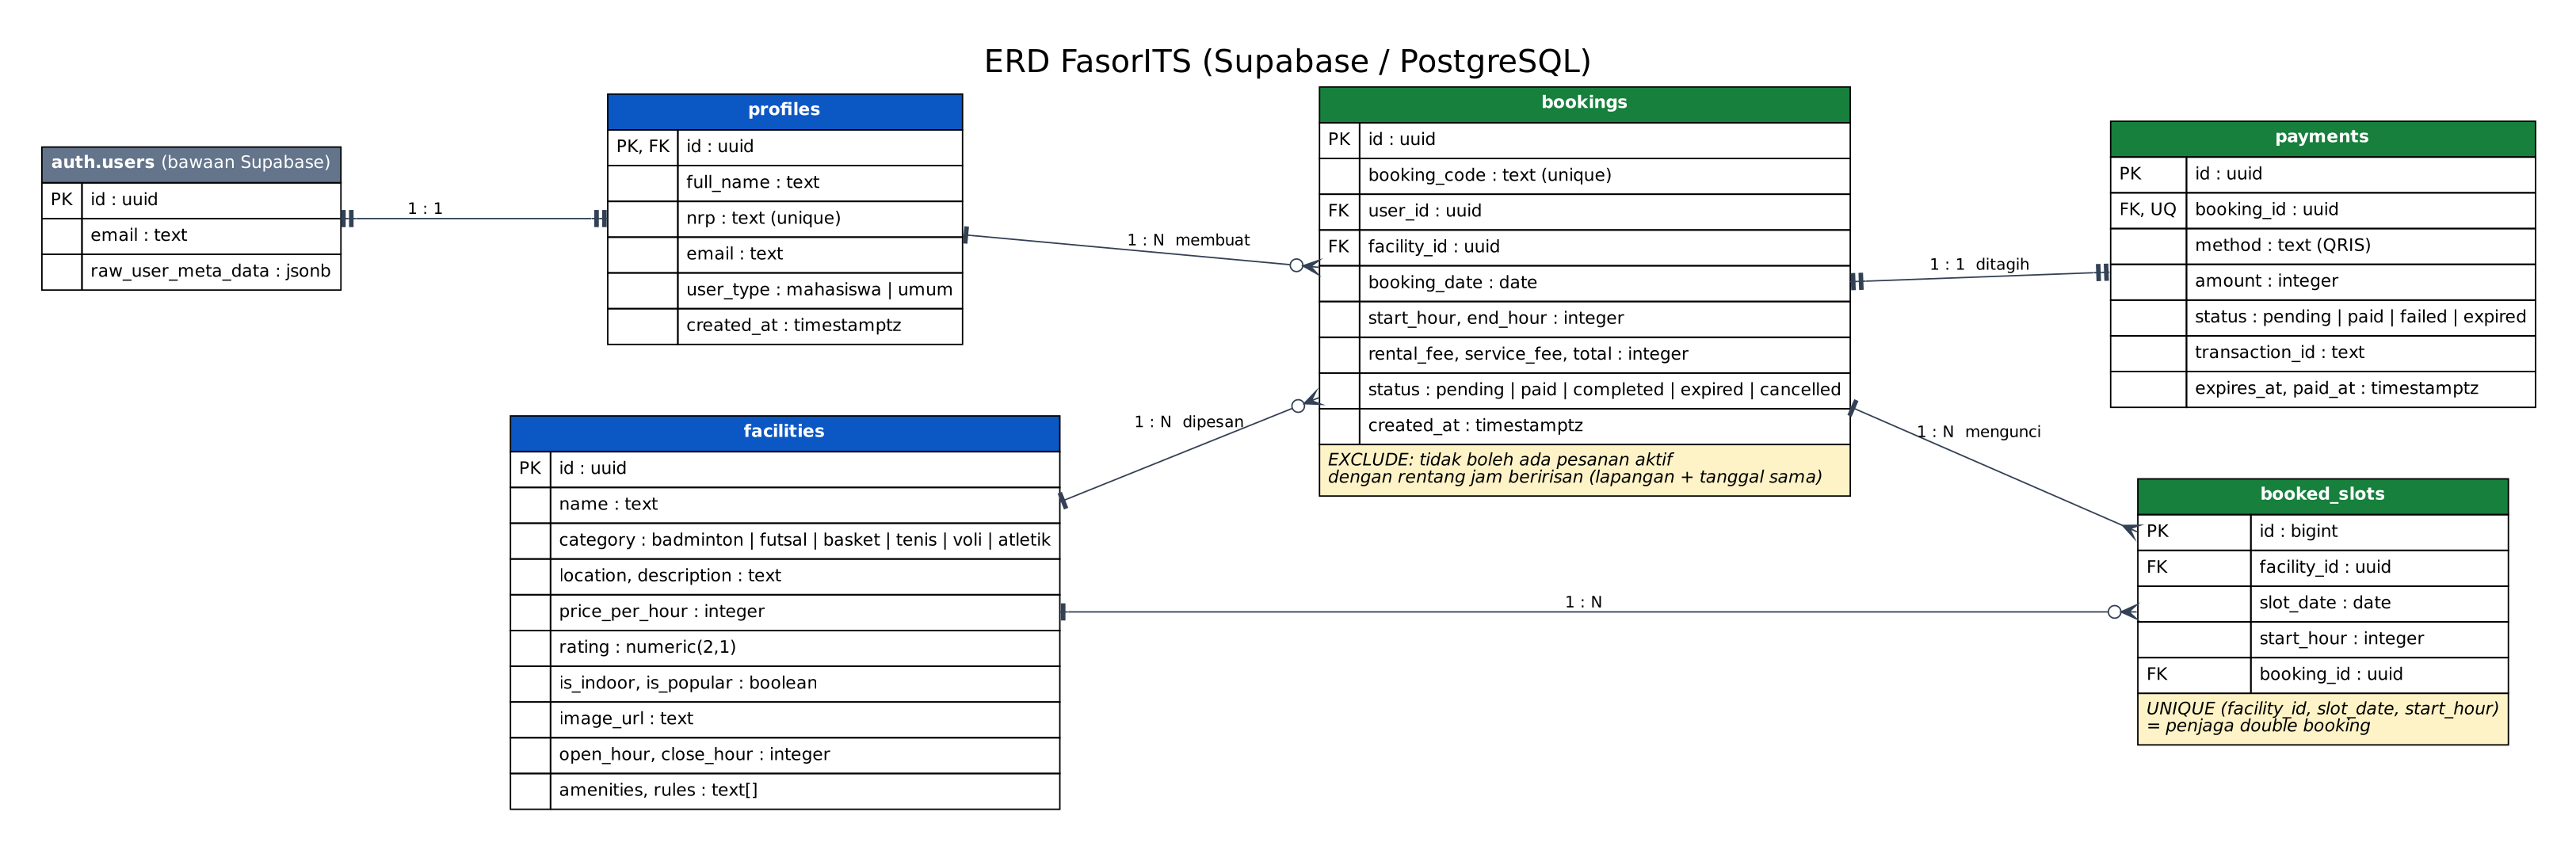 ERD FasorITS (Supabase / PostgreSQL)
auth.users (bawaan Supabase)
PK id : uuid
email : text
raw_user_meta_data : jsonb
1 : 1
profiles
PK, FK id : uuid
full_name : text
nrp : text (unique)
email : text
user_type : mahasiswa | umum
created_at : timestamptz
1 : N membuat
facilities
PK id : uuid
name : text
category : badminton | futsal | basket | tenis | voli | atletik
location, description : text
price_per_hour : integer
rating : numeric(2,1)
is_indoor, is_popular : boolean
image_url : text
open_hour, close_hour : integer
amenities, rules : text[]
1 : N dipesan
1 : N
bookings
PK id : uuid
booking_code : text (unique)
FK user_id : uuid
FK facility_id : uuid
booking_date : date
start_hour, end_hour : integer
rental_fee, service_fee, total : integer
status : pending | paid | completed | expired | cancelled
created_at : timestamptz
EXCLUDE: tidak boleh ada pesanan aktif
dengan rentang jam beririsan (lapangan + tanggal sama)
1 : 1 ditagih
1 : N mengunci
payments
PK id : uuid
FK, UQ booking_id : uuid
method : text (QRIS)
amount : integer
status : pending | paid | failed | expired
transaction_id : text
expires_at, paid_at : timestamptz
booked_slots
PK id : bigint
FK facility_id : uuid
slot_date : date
start_hour : integer
FK booking_id : uuid
UNIQUE (facility_id, slot_date, start_hour)
= penjaga double booking